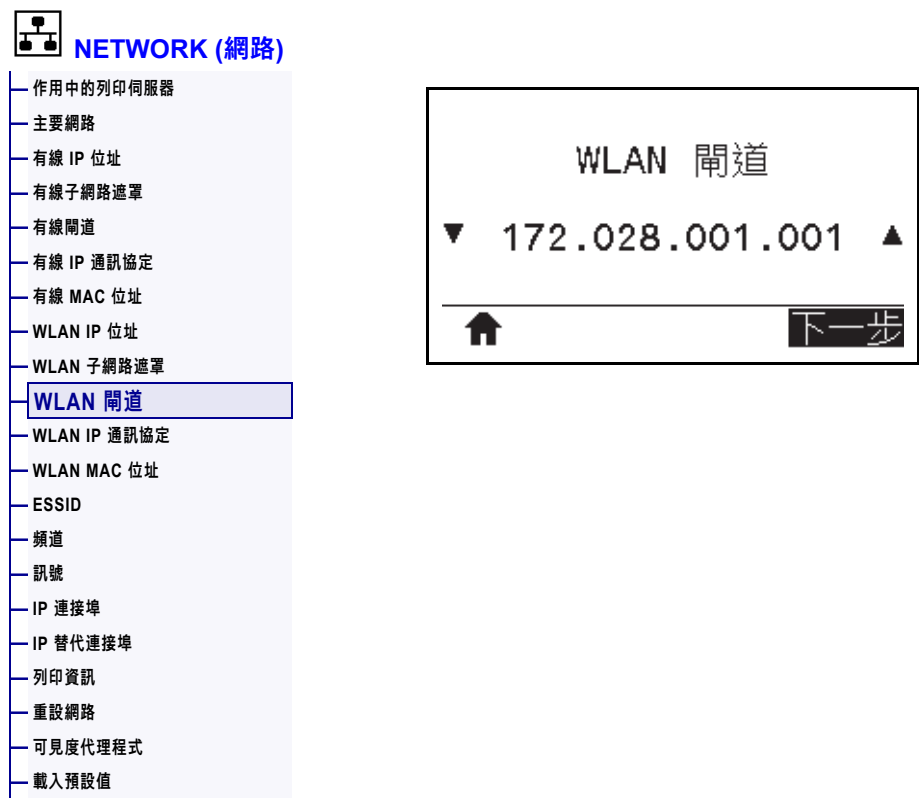 NETWORK (網路)
作用中的列印伺服器
主要網路
有線 IP 位址
有線子網路遮罩
有線閘道
有線 IP 通訊協定
有線 MAC 位址
WLAN IP 位址
WLAN 子網路遮罩
WLAN 閘道
WLAN IP 通訊協定
WLAN MAC 位址
ESSID
頻道
訊號
IP 連接埠
IP 替代連接埠
列印資訊
重設網路
可見度代理程式
載入預設值
WLAN 閘道
▼ 172.028.001.001 ▲
下一步